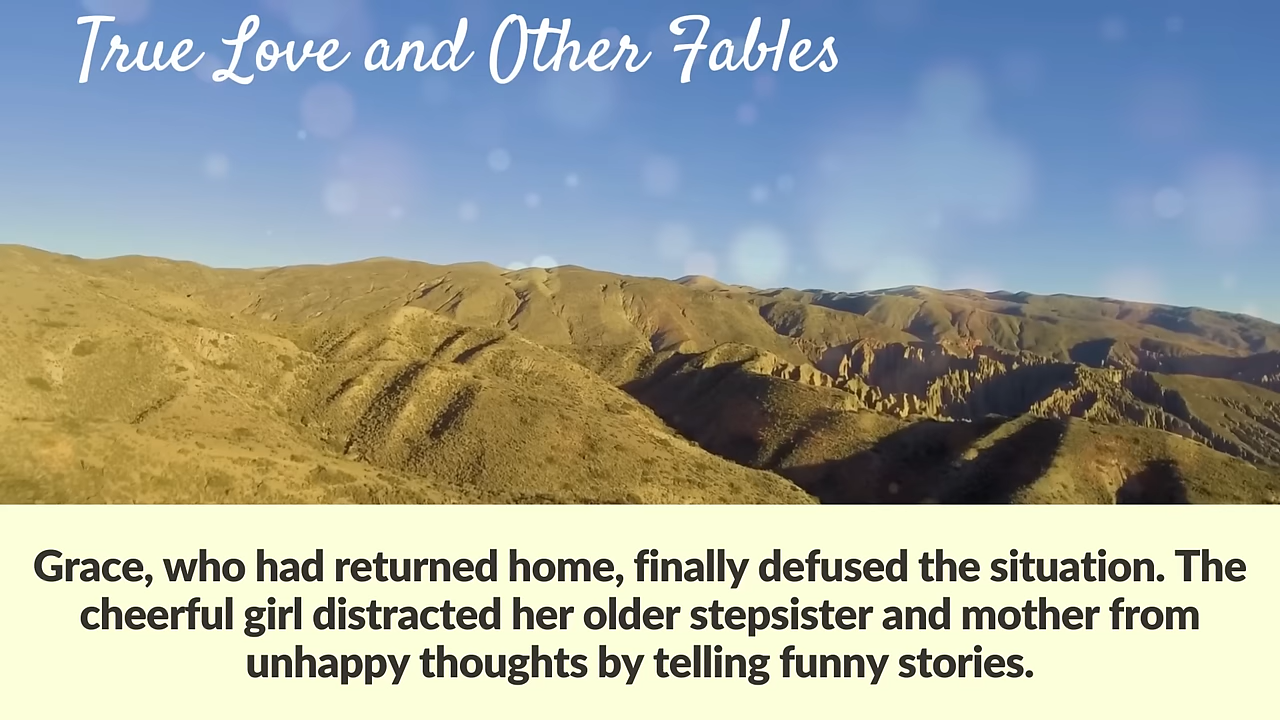 True Love and Other Fables
Grace, who had returned home, finally defused the situation. The
cheerful girl distracted her older stepsister and mother from
unhappy thoughts by telling funny stories.